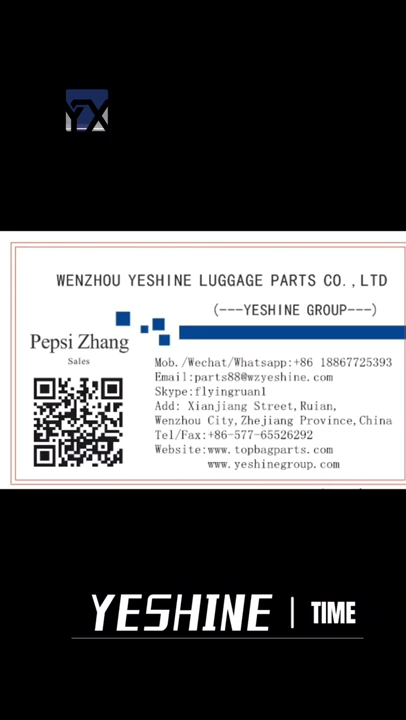 YX
WENZHOU YESHINE LUGGAGE PARTS CO.,LTD
(---YESHINE GROUP---)
Pepsi Zhang
Sales
Mob./Wechat/Whatsapp:+86 18867725393
Email:parts88@wzyeshine.com
Skype:flyingruan1
Add: Xianjiang Street,Ruian,
Wenzhou City,Zhejiang Province,China
Tel/Fax:+86-577-65526292
Website:www.topbagparts.com
www.yeshinegroup.com
YESHINE | TIME